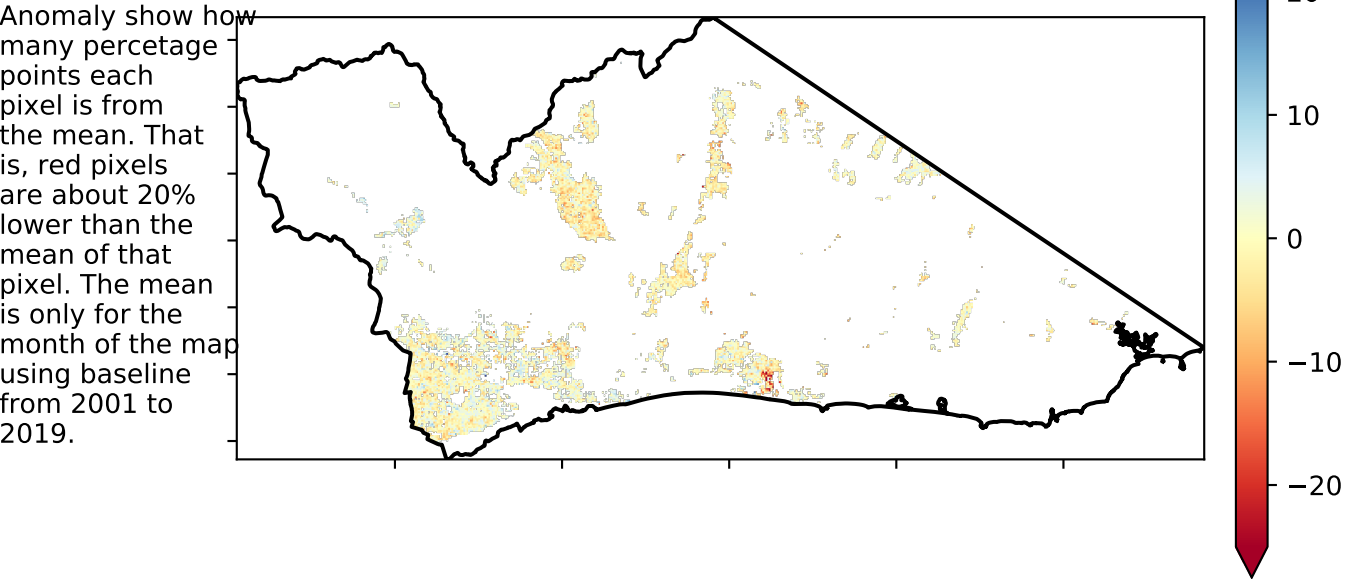 Anomaly show how
many percetage
points each
pixel is from
the mean. That
is, red pixels
are about 20%
lower than the
mean of that
pixel. The mean
is only for the
month of the map
using baseline
from 2001 to
2019.
10
0
−10
−20